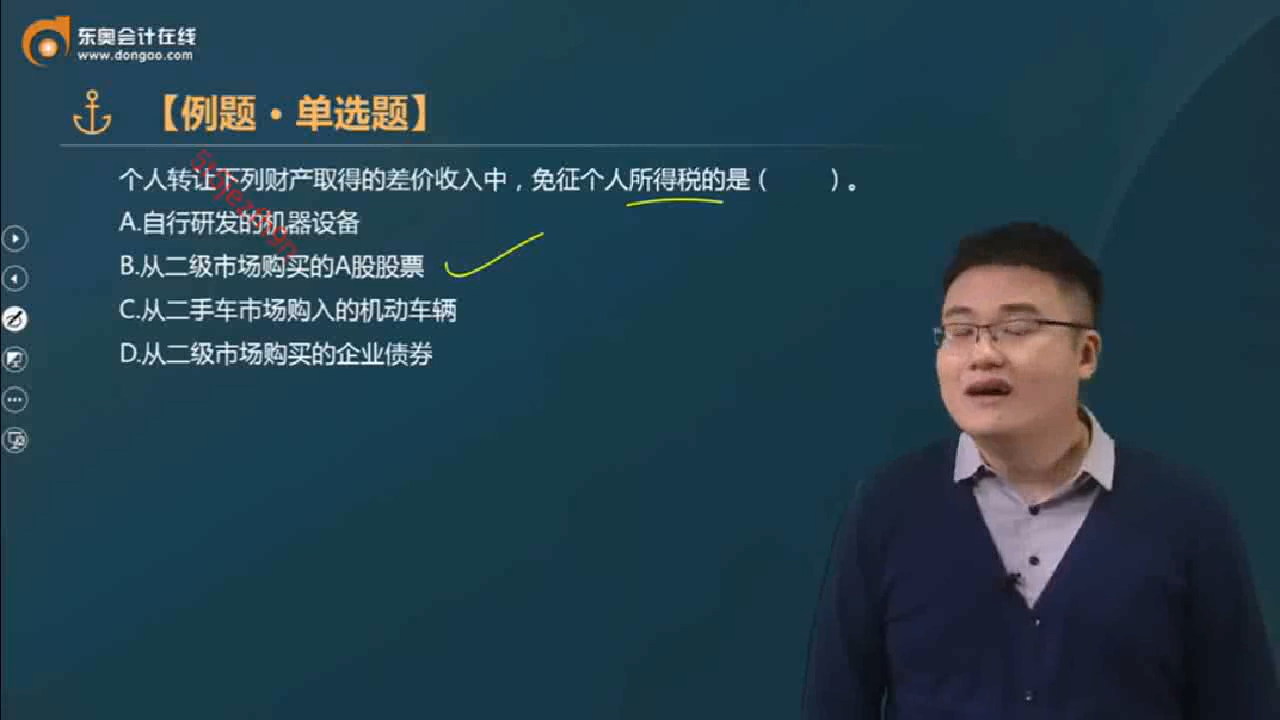 东奥会计在线
www.dongao.com
【例题·单选题】
个人转让下列财产取得的差价收入中，免征个人所得税的是（　　）。
A.自行研发的机器设备
B.从二级市场购买的A股股票
C.从二手车市场购入的机动车辆
D.从二级市场购买的企业债券